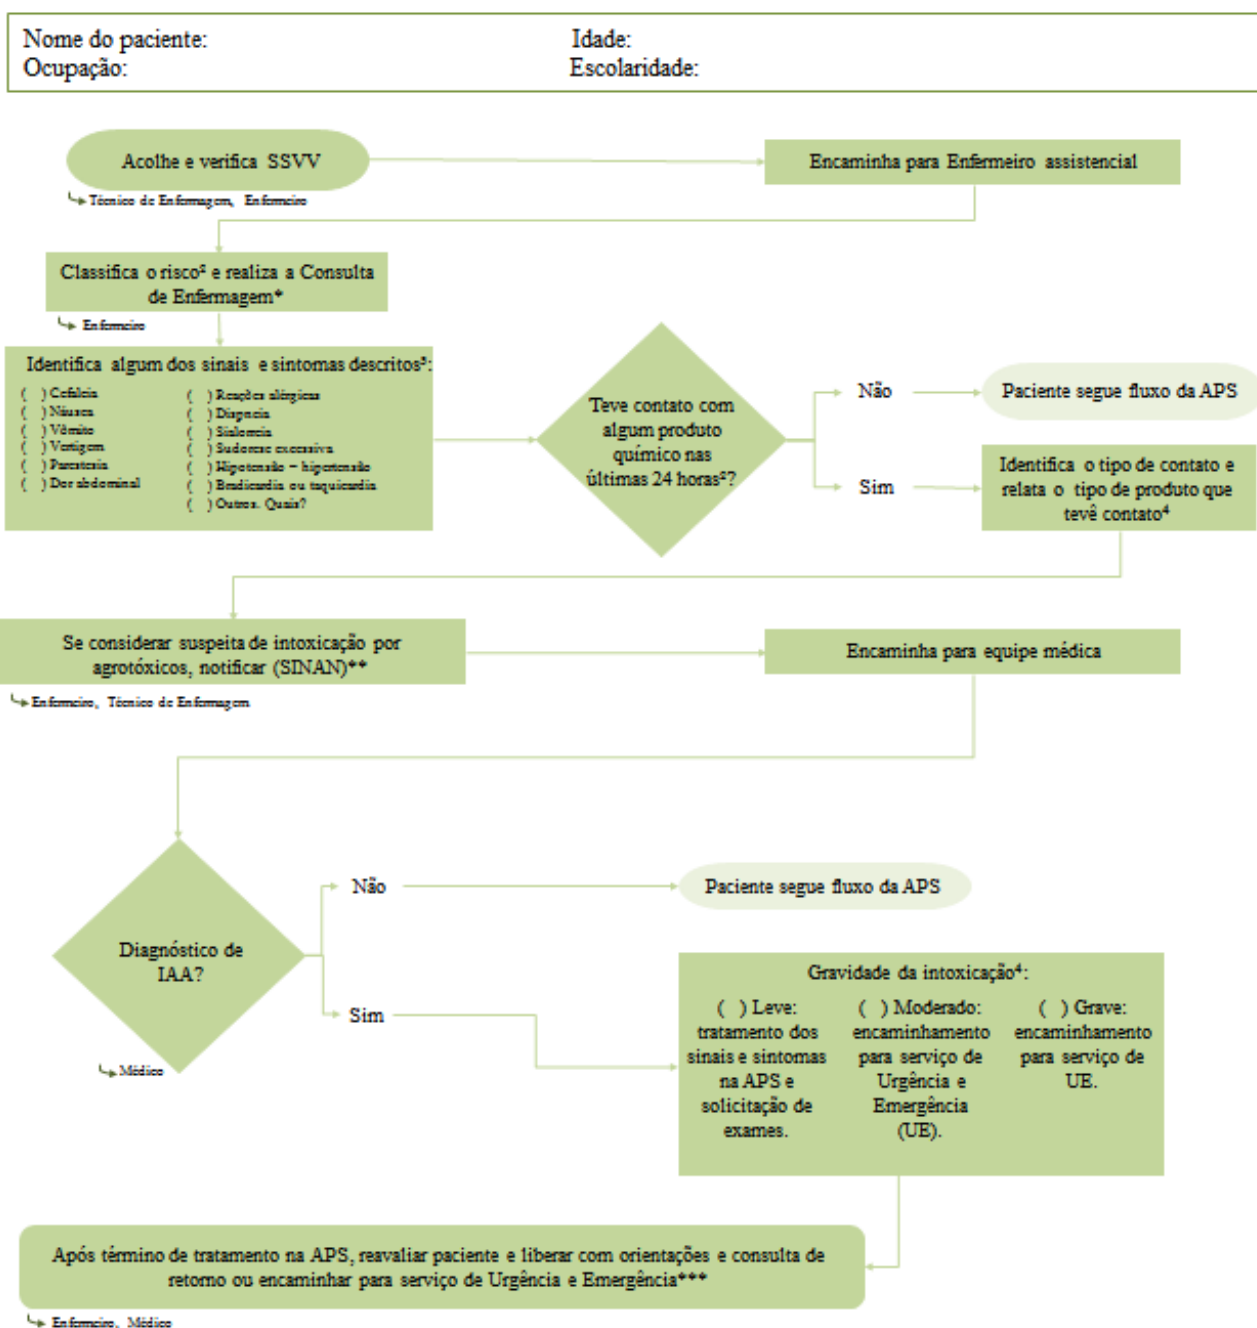 Nome do paciente: Idade:
Ocupação: Escolaridade:
Acolhe e verifica SSVV
Encaminha para Enfermeiro assistencial
Técnico de Enfermagem, Enfermeiro
Classifica o risco² e realiza a Consulta
de Enfermagem*
Enfermeiro
Identifica algum dos sinais e sintomas descritos³:
( ) Cefaleia
( ) Náusea
( ) Vômito
( ) Vertigem
( ) Parestesia
( ) Dor abdominal
( ) Reações alérgicas
( ) Dispneia
( ) Sialorreia
( ) Sudorese excessiva
( ) Hipotensão – hipertensão
( ) Bradicardia ou taquicardia
( ) Outros. Quais?
Teve contato com
algum produto
químico nas
últimas 24 horas²?
Não
Paciente segue fluxo da APS
Sim
Identifica o tipo de contato e
relata o tipo de produto que
tevê contato⁴
Se considerar suspeita de intoxicação por
agrotóxicos, notificar (SINAN)**
Encaminha para equipe médica
Enfermeiro, Técnico de Enfermagem
Diagnóstico de
IAA?
Médico
Não
Paciente segue fluxo da APS
Sim
Gravidade da intoxicação⁴:
( ) Leve:
tratamento dos
sinais e sintomas
na APS e
solicitação de
exames.
( ) Moderado:
encaminhamento
para serviço de
Urgência e
Emergência
(UE).
( ) Grave:
encaminhamento
para serviço de
UE.
Após término de tratamento na APS, reavaliar paciente e liberar com orientações e consulta de
retorno ou encaminhar para serviço de Urgência e Emergência***
Enfermeiro, Médico